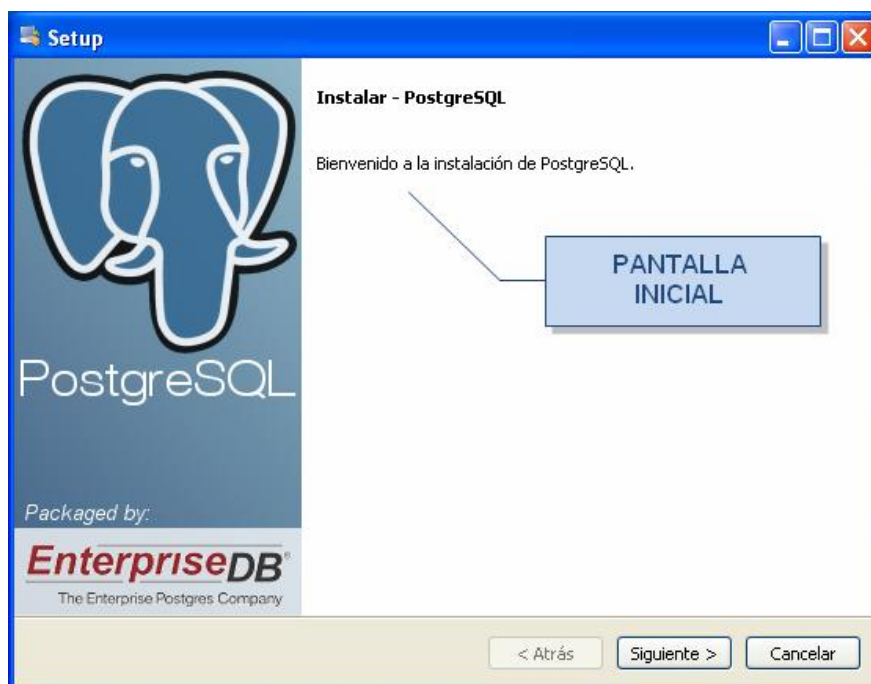 Setup
Instalar - PostgreSQL
Bienvenido a la instalación de PostgreSQL.
PANTALLA
INICIAL
PostgreSQL
Packaged by:
EnterpriseDB®
The Enterprise Postgres Company
< Atrás
Siguiente >
Cancelar